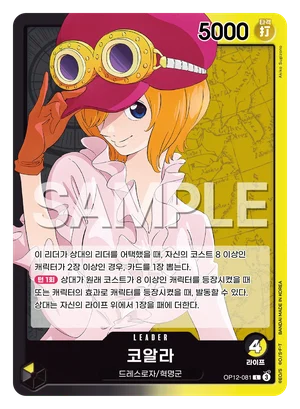 5000
타격
打
SAMPLE
이 리더가 상대의 리더를 어택했을 때, 자신의 코스트 8 이상인
캐릭터가 2장 이상인 경우, 카드를 1장 뽑는다.
턴 1회 상대가 원래 코스트가 8 이상인 캐릭터를 등장시켰을 때
또는 캐릭터의 효과로 캐릭터를 등장시켰을 때, 발동할 수 있다.
상대는 자신의 라이프 위에서 1장을 패에 더한다.
LEADER
코알라
드레스로자/혁명군
4
라이프
OP12-081 L
BANDAI MADE IN KOREA